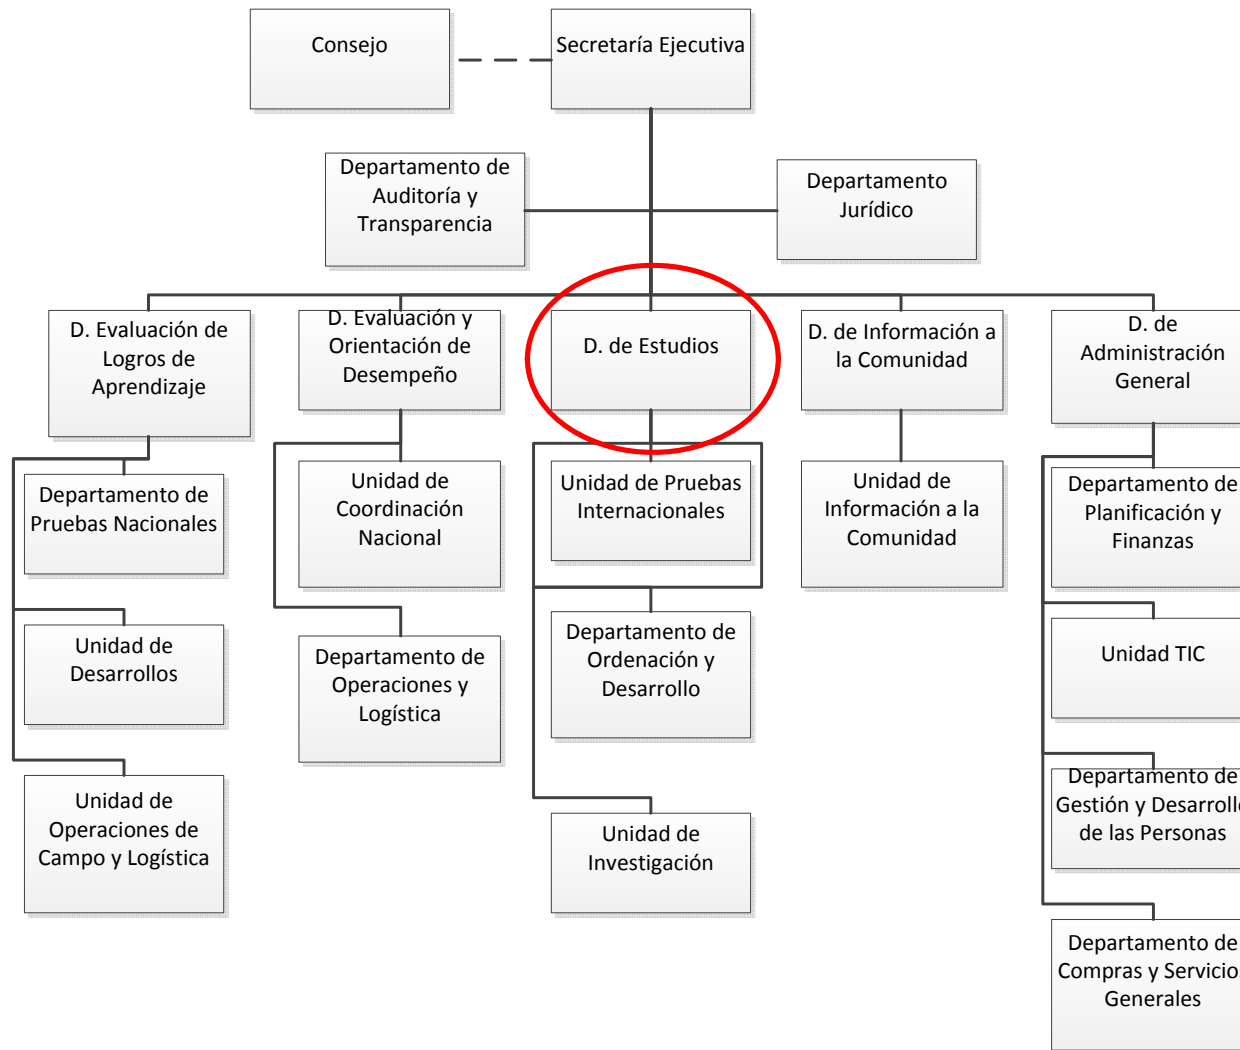 Consejo
Secretaría Ejecutiva
Departamento de
Auditoría y
Transparencia
Departamento
Jurídico
D. Evaluación de
Logros de
Aprendizaje
D. Evaluación y
Orientación de
Desempeño
D. de Estudios
D. de Información a
la Comunidad
D. de
Administración
General
Departamento de
Pruebas Nacionales
Unidad de
Coordinación
Nacional
Unidad de Pruebas
Internacionales
Unidad de
Información a la
Comunidad
Departamento de
Planificación y
Finanzas
Unidad de
Desarrollos
Departamento de
Operaciones y
Logística
Departamento de
Ordenación y
Desarrollo
Unidad TIC
Unidad de
Operaciones de
Campo y Logística
Unidad de
Investigación
Departamento de
Gestión y Desarrollo
de las Personas
Departamento de
Compras y Servicio
Generales